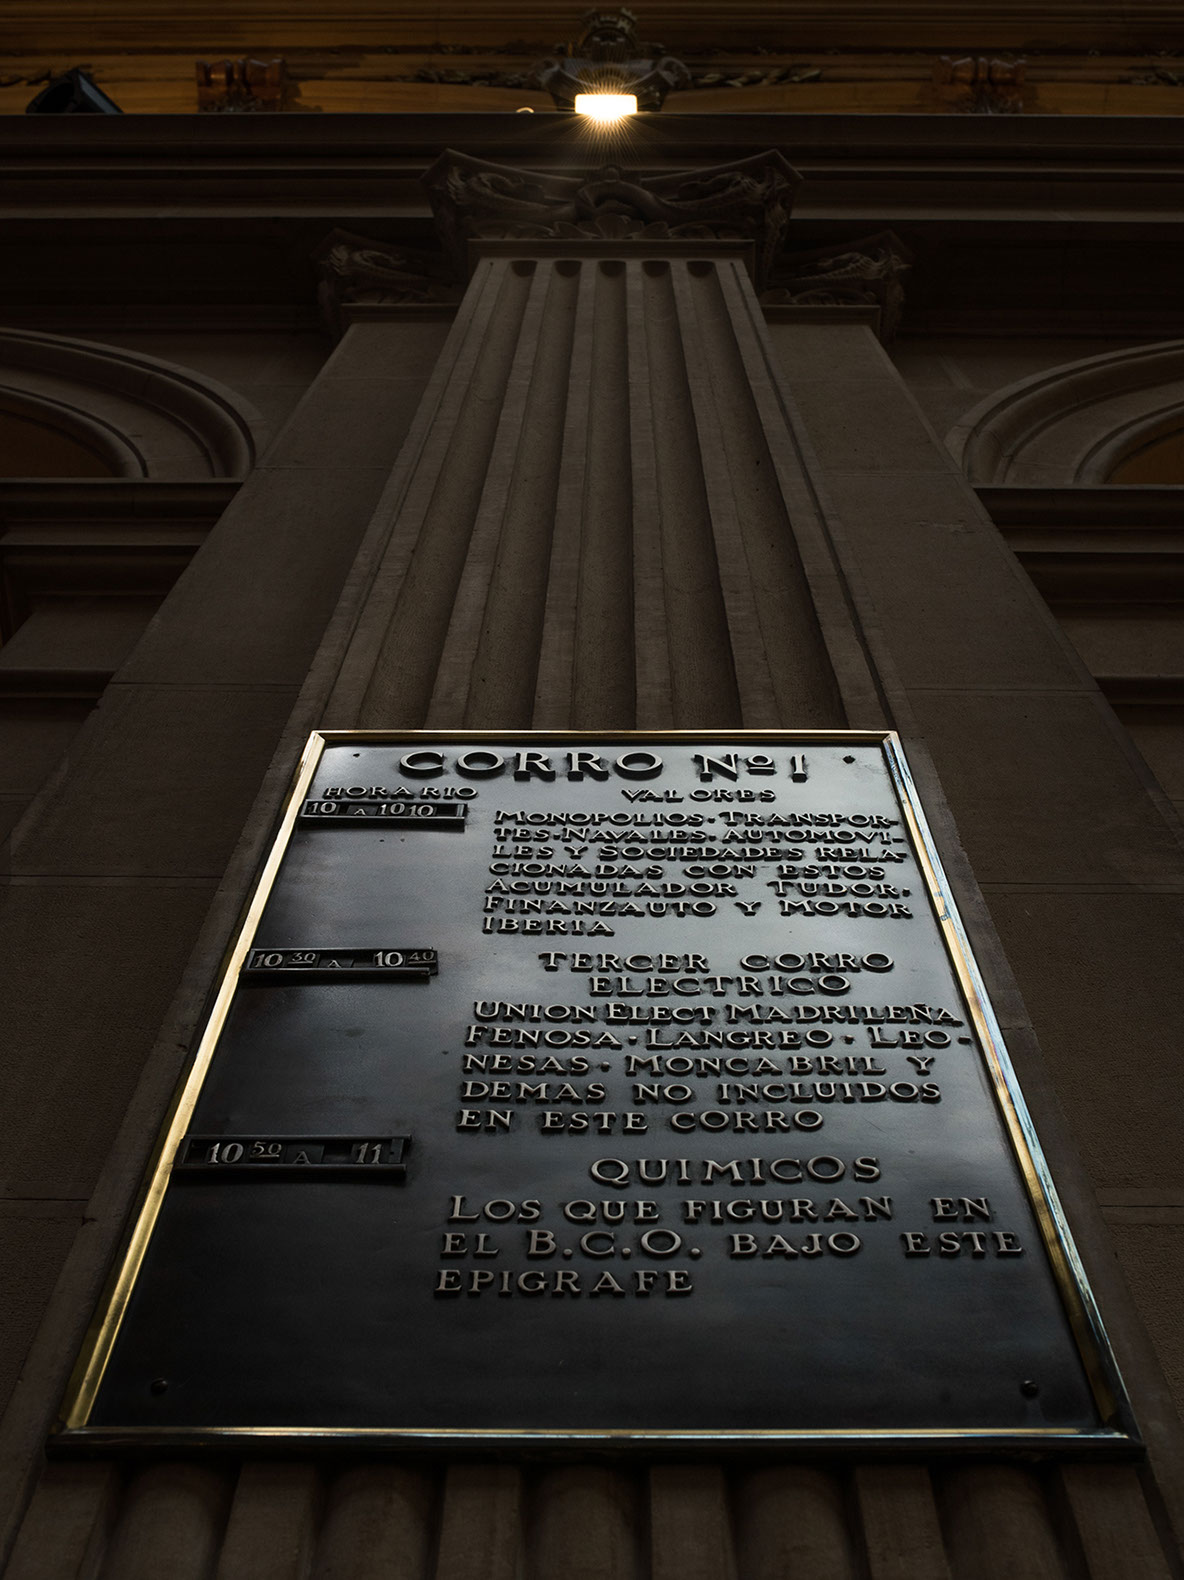 CORRO Nº 1
HORARIO VALORES
10 A 10 10
MONOPOLIOS·TRANSPOR-
TES·NAVALES. AUTOMOVI-
LES Y SOCIEDADES RELA-
CIONADAS CON ESTOS
ACUMULADOR TUDOR,
FINANZAUTO Y MOTOR
IBERIA
10 30 A 10 40
TERCER CORRO
ELECTRICO
UNION ELECT MADRILEÑA
FENOSA·LANGREO·LEO-
NESAS·MONCABRIL Y
DEMAS NO INCLUIDOS
EN ESTE CORRO
10 50 A 11
QUIMICOS
LOS QUE FIGURAN EN
EL B.C.O. BAJO ESTE
EPIGRAFE